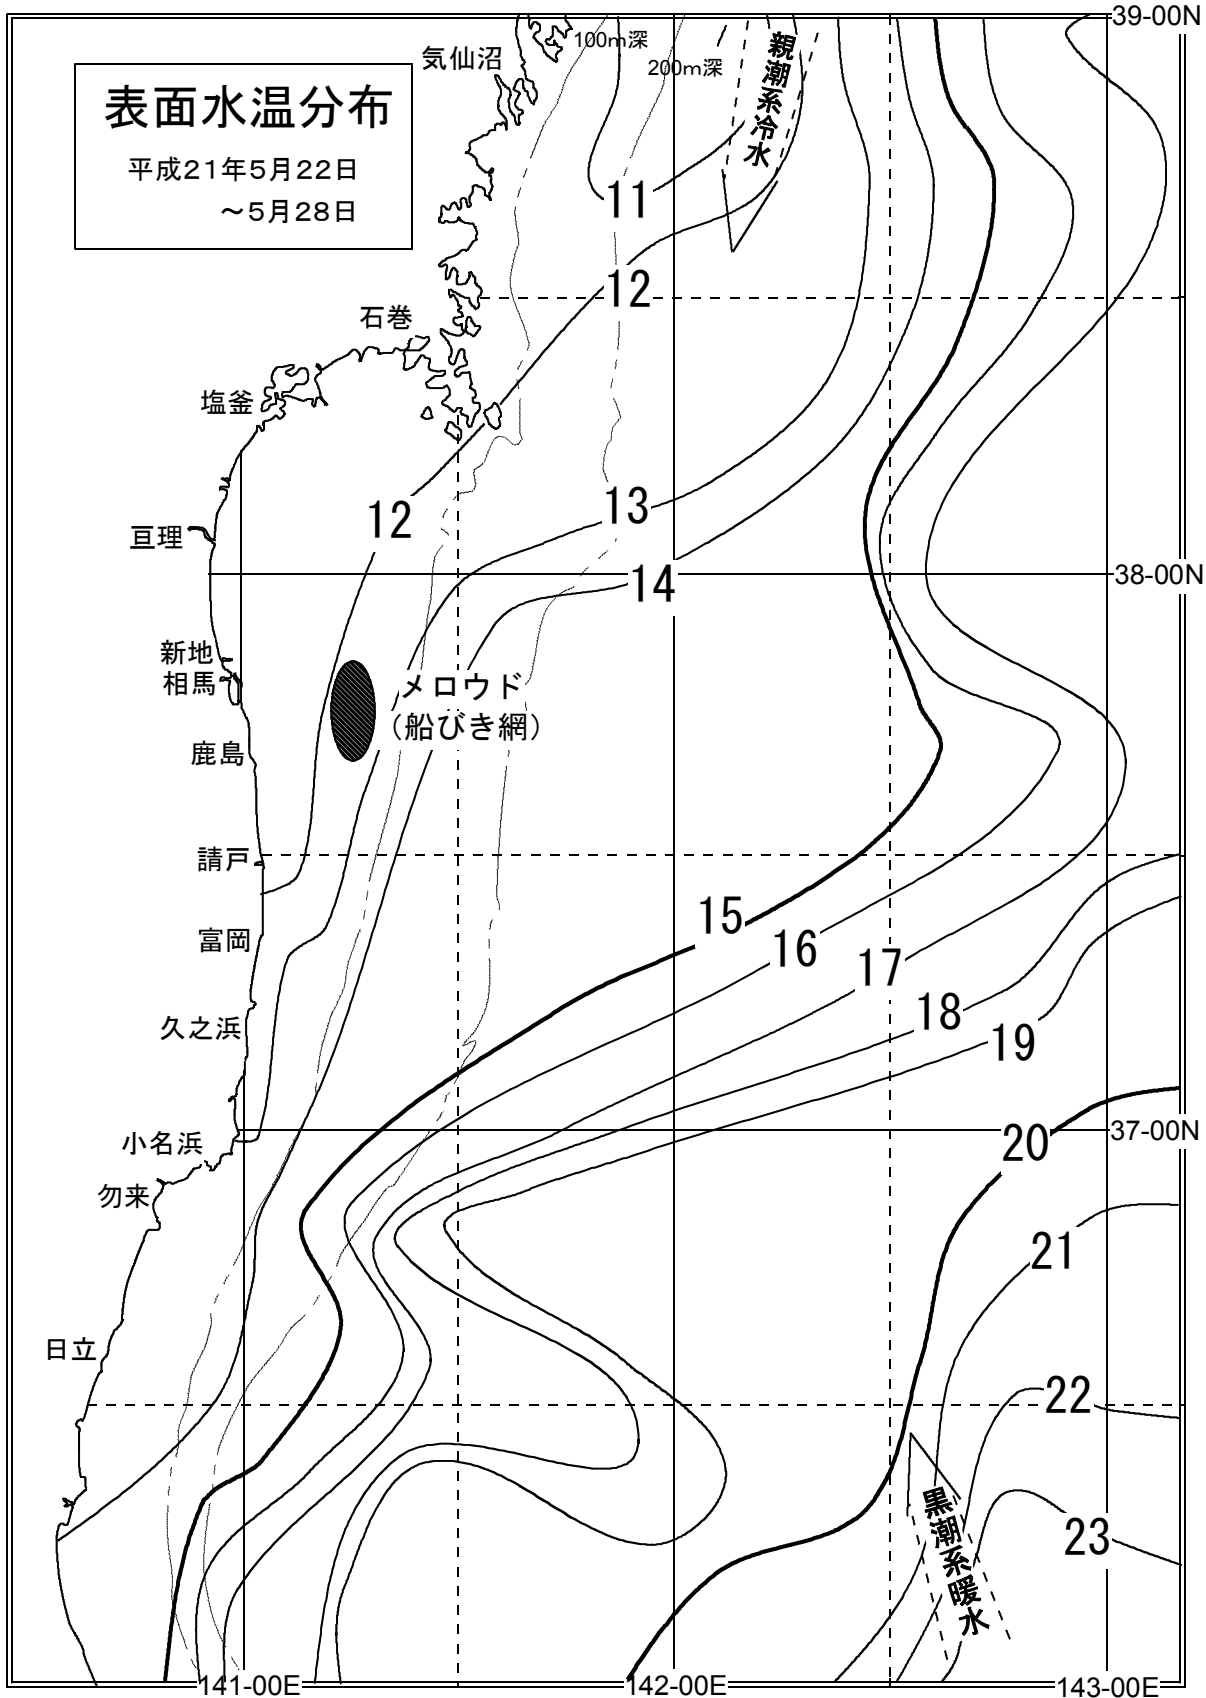 39-00N
100m深
気仙沼
200m深
親潮系冷水
表面水温分布
平成21年5月22日
～5月28日
11
12
石巻
塩釜
12
13
亘理
38-00N
14
新地
相馬
メロウド
（船びき網）
鹿島
請戸
15
富岡
16
17
18
久之浜
19
小名浜
20
37-00N
勿来
21
日立
22
黒潮系暖水
23
141-00E
142-00E
143-00E